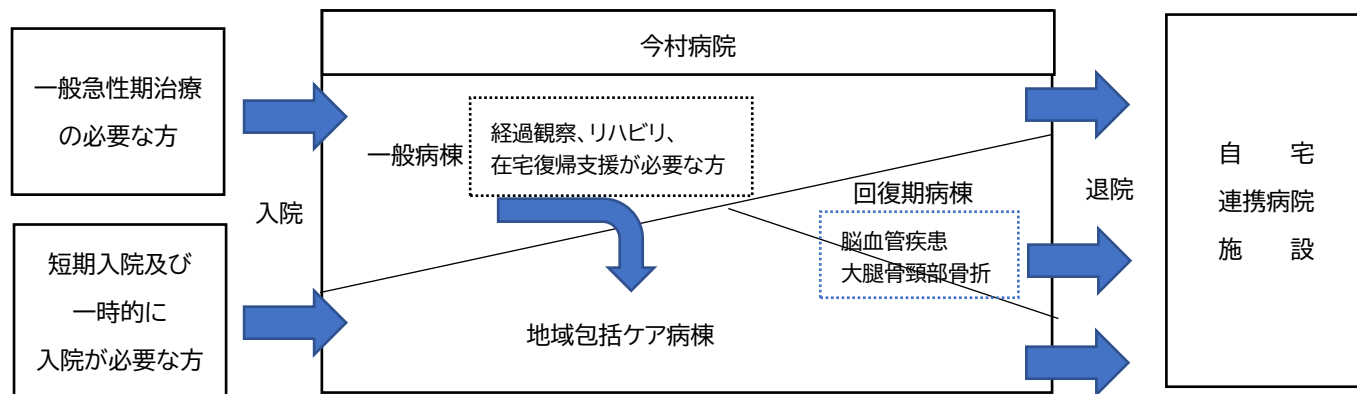 今村病院
一般急性期治療
の必要な方
経過観察、リハビリ、
在宅復帰支援が必要な方
一般病棟
入院
回復期病棟
脳血管疾患
大腿骨頸部骨折
退院
自　宅
連携病院
施　設
短期入院及び
一時的に
入院が必要な方
地域包括ケア病棟